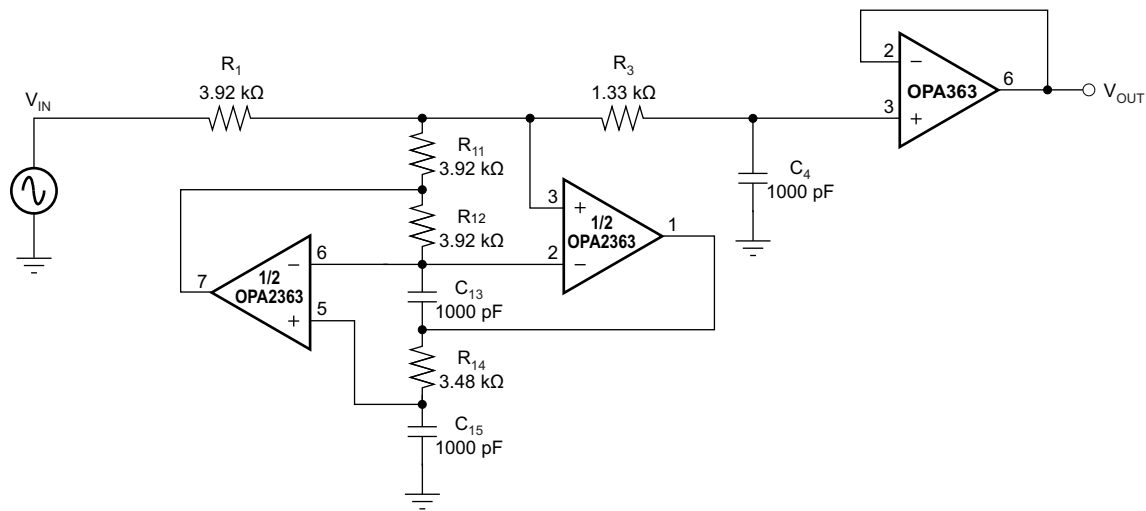 R1
3.92 kΩ
R3
1.33 kΩ
VIN
2
−
OPA363
6
3
+
VOUT
R11
3.92 kΩ
C4
1000 pF
R12
3.92 kΩ
3
+
1/2
OPA2363
1
2
−
6
−
7
1/2
OPA2363
5
+
C13
1000 pF
R14
3.48 kΩ
C15
1000 pF